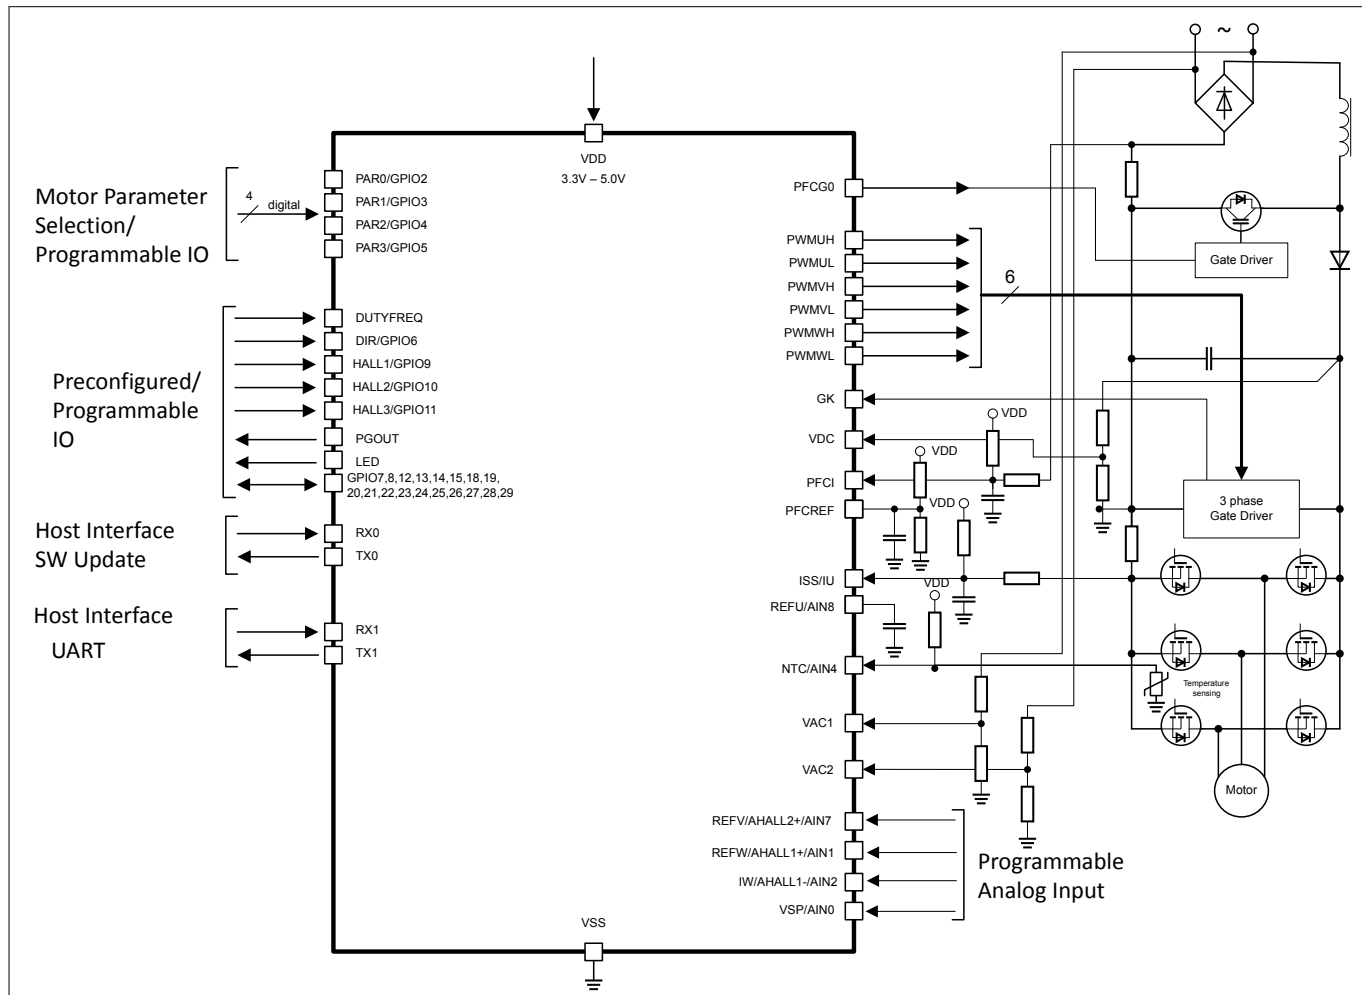 ~
VDD
3.3V – 5.0V
Motor Parameter
Selection/
Programmable IO
4
digital
PAR0/GPIO2
PAR1/GPIO3
PAR2/GPIO4
PAR3/GPIO5
Preconfigured/
Programmable
IO
DUTYFREQ
DIR/GPIO6
HALL1/GPIO9
HALL2/GPIO10
HALL3/GPIO11
PGOUT
LED
GPIO7,8,12,13,14,15,18,19,
20,21,22,23,24,25,26,27,28,29
Host Interface
SW Update
RX0
TX0
Host Interface
UART
RX1
TX1
VSS
PFCG0
PWMUH
PWMUL
PWMVH
PWMVL
PWMWH
PWMWL
6
GK
VDC
PFCI
PFCREF
ISS/IU
REFU/AIN8
NTC/AIN4
VAC1
VAC2
REFV/AHALL2+/AIN7
REFW/AHALL1+/AIN1
IW/AHALL1-/AIN2
VSP/AIN0
Programmable
Analog Input
VDD
VDD
VDD
VDD
Gate Driver
3 phase
Gate Driver
Temperature
sensing
Motor